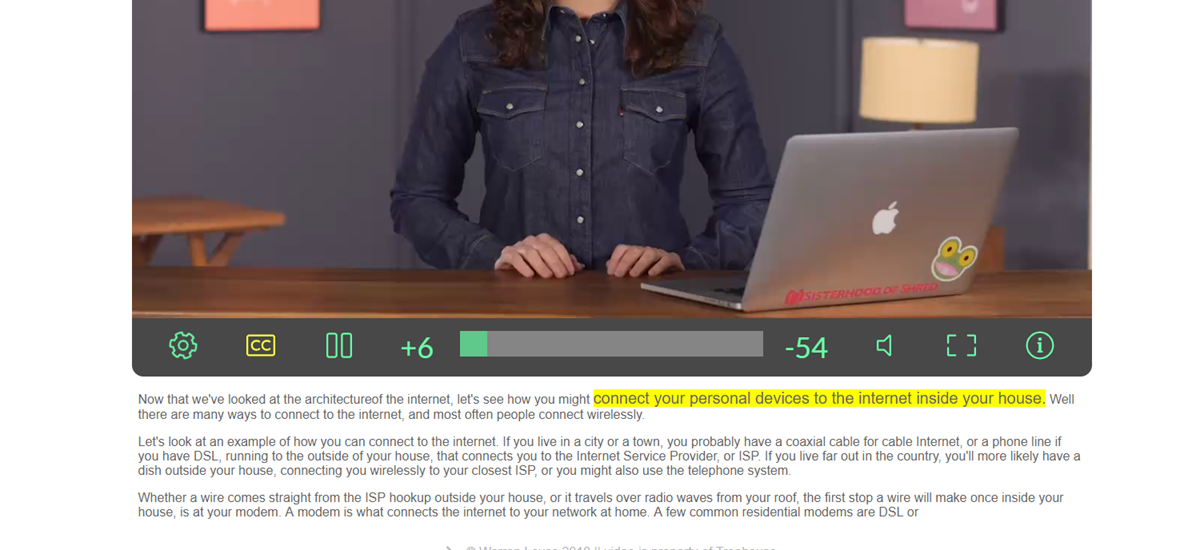 SISTERHOOD OF SHRED
CC
+6
-54
i
Now that we've looked at the architectureof the internet, let's see how you might connect your personal devices to the internet inside your house. Well
there are many ways to connect to the internet, and most often people connect wirelessly.
Let's look at an example of how you can connect to the internet. If you live in a city or a town, you probably have a coaxial cable for cable Internet, or a phone line if
you have DSL, running to the outside of your house, that connects you to the Internet Service Provider, or ISP. If you live far out in the country, you'll more likely have a
dish outside your house, connecting you wirelessly to your closest ISP, or you might also use the telephone system.
Whether a wire comes straight from the ISP hookup outside your house, or it travels over radio waves from your roof, the first stop a wire will make once inside your
house, is at your modem. A modem is what connects the internet to your network at home. A few common residential modems are DSL or